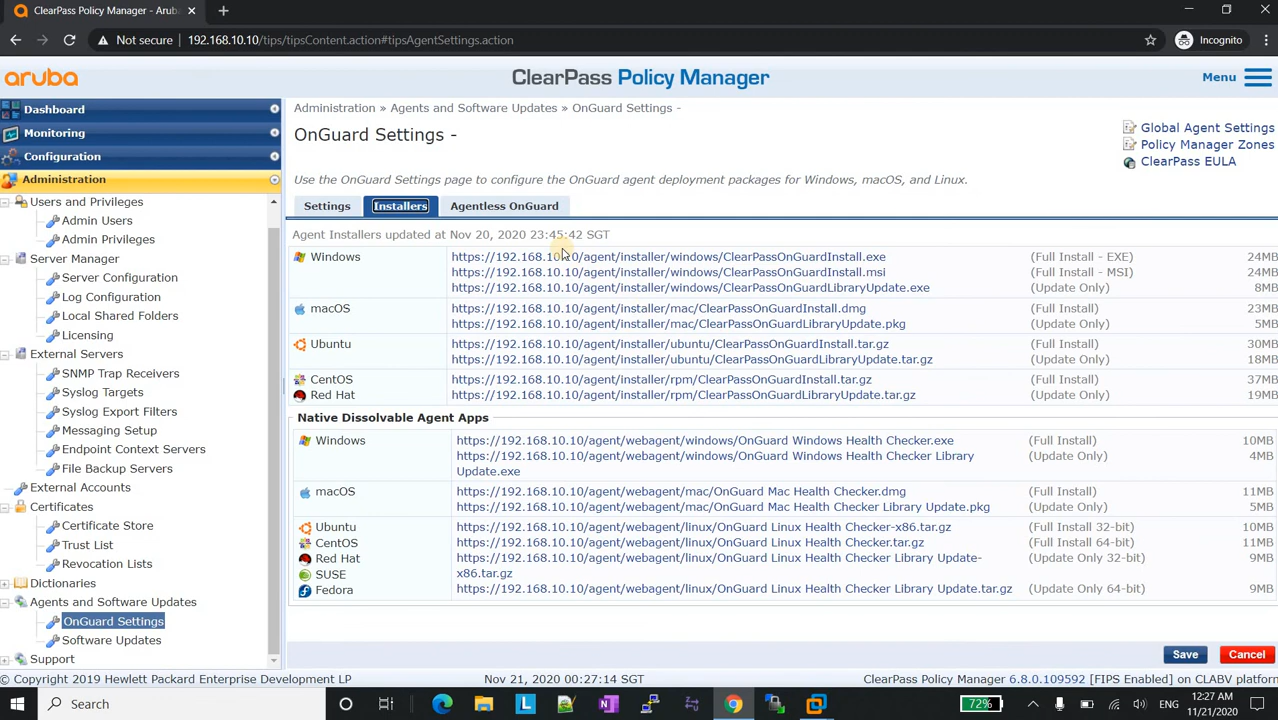 ClearPass Policy Manager - Aru
Not secure
192.168.10.10/tips/tipsContent.action#tipsAgentSettings.action
Incognito
aruba
ClearPass Policy Manager
Menu
Dashboard
Monitoring
Configuration
Administration
Users and Privileges
Admin Users
Admin Privileges
Server Manager
Server Configuration
Log Configuration
Local Shared Folders
Licensing
External Servers
SNMP Trap Receivers
Syslog Targets
Syslog Export Filters
Messaging Setup
Endpoint Context Servers
File Backup Servers
External Accounts
Certificates
Certificate Store
Trust List
Revocation Lists
Dictionaries
Agents and Software Updates
OnGuard Settings
Software Updates
Support
Administration » Agents and Software Updates » OnGuard Settings -
OnGuard Settings -
Global Agent Settings
Policy Manager Zones
ClearPass EULA
Use the OnGuard Settings page to configure the OnGuard agent deployment packages for Windows, macOS, and Linux.
Settings Installers Agentless OnGuard
Agent Installers updated at Nov 20, 2020 23:45:42 SGT
Windows https://192.168.10.10/agent/installer/windows/ClearPassOnGuardInstall.exe (Full Install - EXE) 24MB
https://192.168.10.10/agent/installer/windows/ClearPassOnGuardInstall.msi (Full Install - MSI) 24MB
https://192.168.10.10/agent/installer/windows/ClearPassOnGuardLibraryUpdate.exe (Update Only) 8MB
macOS https://192.168.10.10/agent/installer/mac/ClearPassOnGuardInstall.dmg (Full Install) 23MB
https://192.168.10.10/agent/installer/mac/ClearPassOnGuardLibraryUpdate.pkg (Update Only) 5MB
Ubuntu https://192.168.10.10/agent/installer/ubuntu/ClearPassOnGuardInstall.tar.gz (Full Install) 30MB
https://192.168.10.10/agent/installer/ubuntu/ClearPassOnGuardLibraryUpdate.tar.gz (Update Only) 18MB
CentOS https://192.168.10.10/agent/installer/rpm/ClearPassOnGuardInstall.tar.gz (Full Install) 37MB
Red Hat https://192.168.10.10/agent/installer/rpm/ClearPassOnGuardLibraryUpdate.tar.gz (Update Only) 19MB
Native Dissolvable Agent Apps
Windows https://192.168.10.10/agent/webagent/windows/OnGuard Windows Health Checker.exe (Full Install) 10MB
https://192.168.10.10/agent/webagent/windows/OnGuard Windows Health Checker Library (Update Only) 4MB
Update.exe
macOS https://192.168.10.10/agent/webagent/mac/OnGuard Mac Health Checker.dmg (Full Install) 11MB
https://192.168.10.10/agent/webagent/mac/OnGuard Mac Health Checker Library Update.pkg (Update Only) 5MB
Ubuntu https://192.168.10.10/agent/webagent/linux/OnGuard Linux Health Checker-x86.tar.gz (Full Install 32-bit) 10MB
CentOS https://192.168.10.10/agent/webagent/linux/OnGuard Linux Health Checker.tar.gz (Full Install 64-bit) 11MB
Red Hat https://192.168.10.10/agent/webagent/linux/OnGuard Linux Health Checker Library Update- (Update Only 32-bit) 9MB
SUSE x86.tar.gz
Fedora https://192.168.10.10/agent/webagent/linux/OnGuard Linux Health Checker Library Update.tar.gz (Update Only 64-bit) 9MB
Save Cancel
© Copyright 2019 Hewlett Packard Enterprise Development LP
Nov 21, 2020 00:27:14 SGT
ClearPass Policy Manager 6.8.0.109592 [FIPS Enabled] on CLABV platform
Search
72%
ENG
12:27 AM
11/21/2020